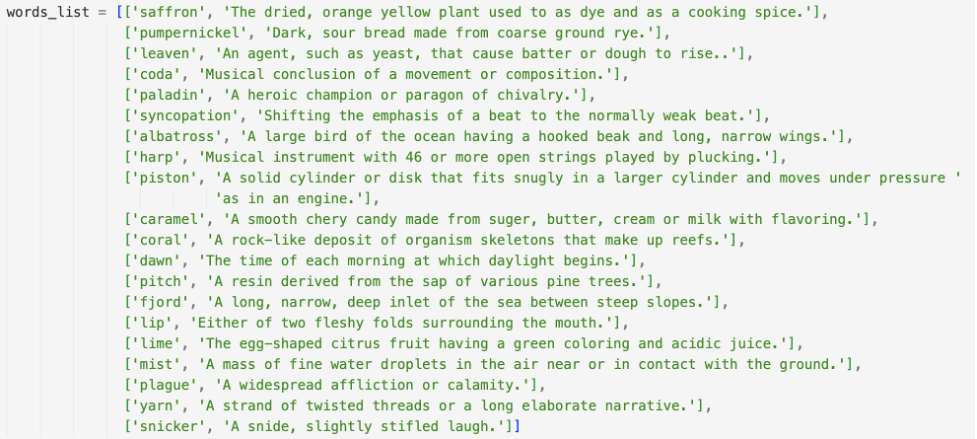 words_list = [['saffron', 'The dried, orange yellow plant used to as dye and as a cooking spice.'],
['pumpernickel', 'Dark, sour bread made from coarse ground rye.'],
['leaven', 'An agent, such as yeast, that cause batter or dough to rise..'],
['coda', 'Musical conclusion of a movement or composition.'],
['paladin', 'A heroic champion or paragon of chivalry.'],
['syncopation', 'Shifting the emphasis of a beat to the normally weak beat.'],
['albatross', 'A large bird of the ocean having a hooked beak and long, narrow wings.'],
['harp', 'Musical instrument with 46 or more open strings played by plucking.'],
['piston', 'A solid cylinder or disk that fits snugly in a larger cylinder and moves under pressure '
'as in an engine.'],
['caramel', 'A smooth chery candy made from suger, butter, cream or milk with flavoring.'],
['coral', 'A rock-like deposit of organism skeletons that make up reefs.'],
['dawn', 'The time of each morning at which daylight begins.'],
['pitch', 'A resin derived from the sap of various pine trees.'],
['fjord', 'A long, narrow, deep inlet of the sea between steep slopes.'],
['lip', 'Either of two fleshy folds surrounding the mouth.'],
['lime', 'The egg-shaped citrus fruit having a green coloring and acidic juice.'],
['mist', 'A mass of fine water droplets in the air near or in contact with the ground.'],
['plague', 'A widespread affliction or calamity.'],
['yarn', 'A strand of twisted threads or a long elaborate narrative.'],
['snicker', 'A snide, slightly stifled laugh.']]